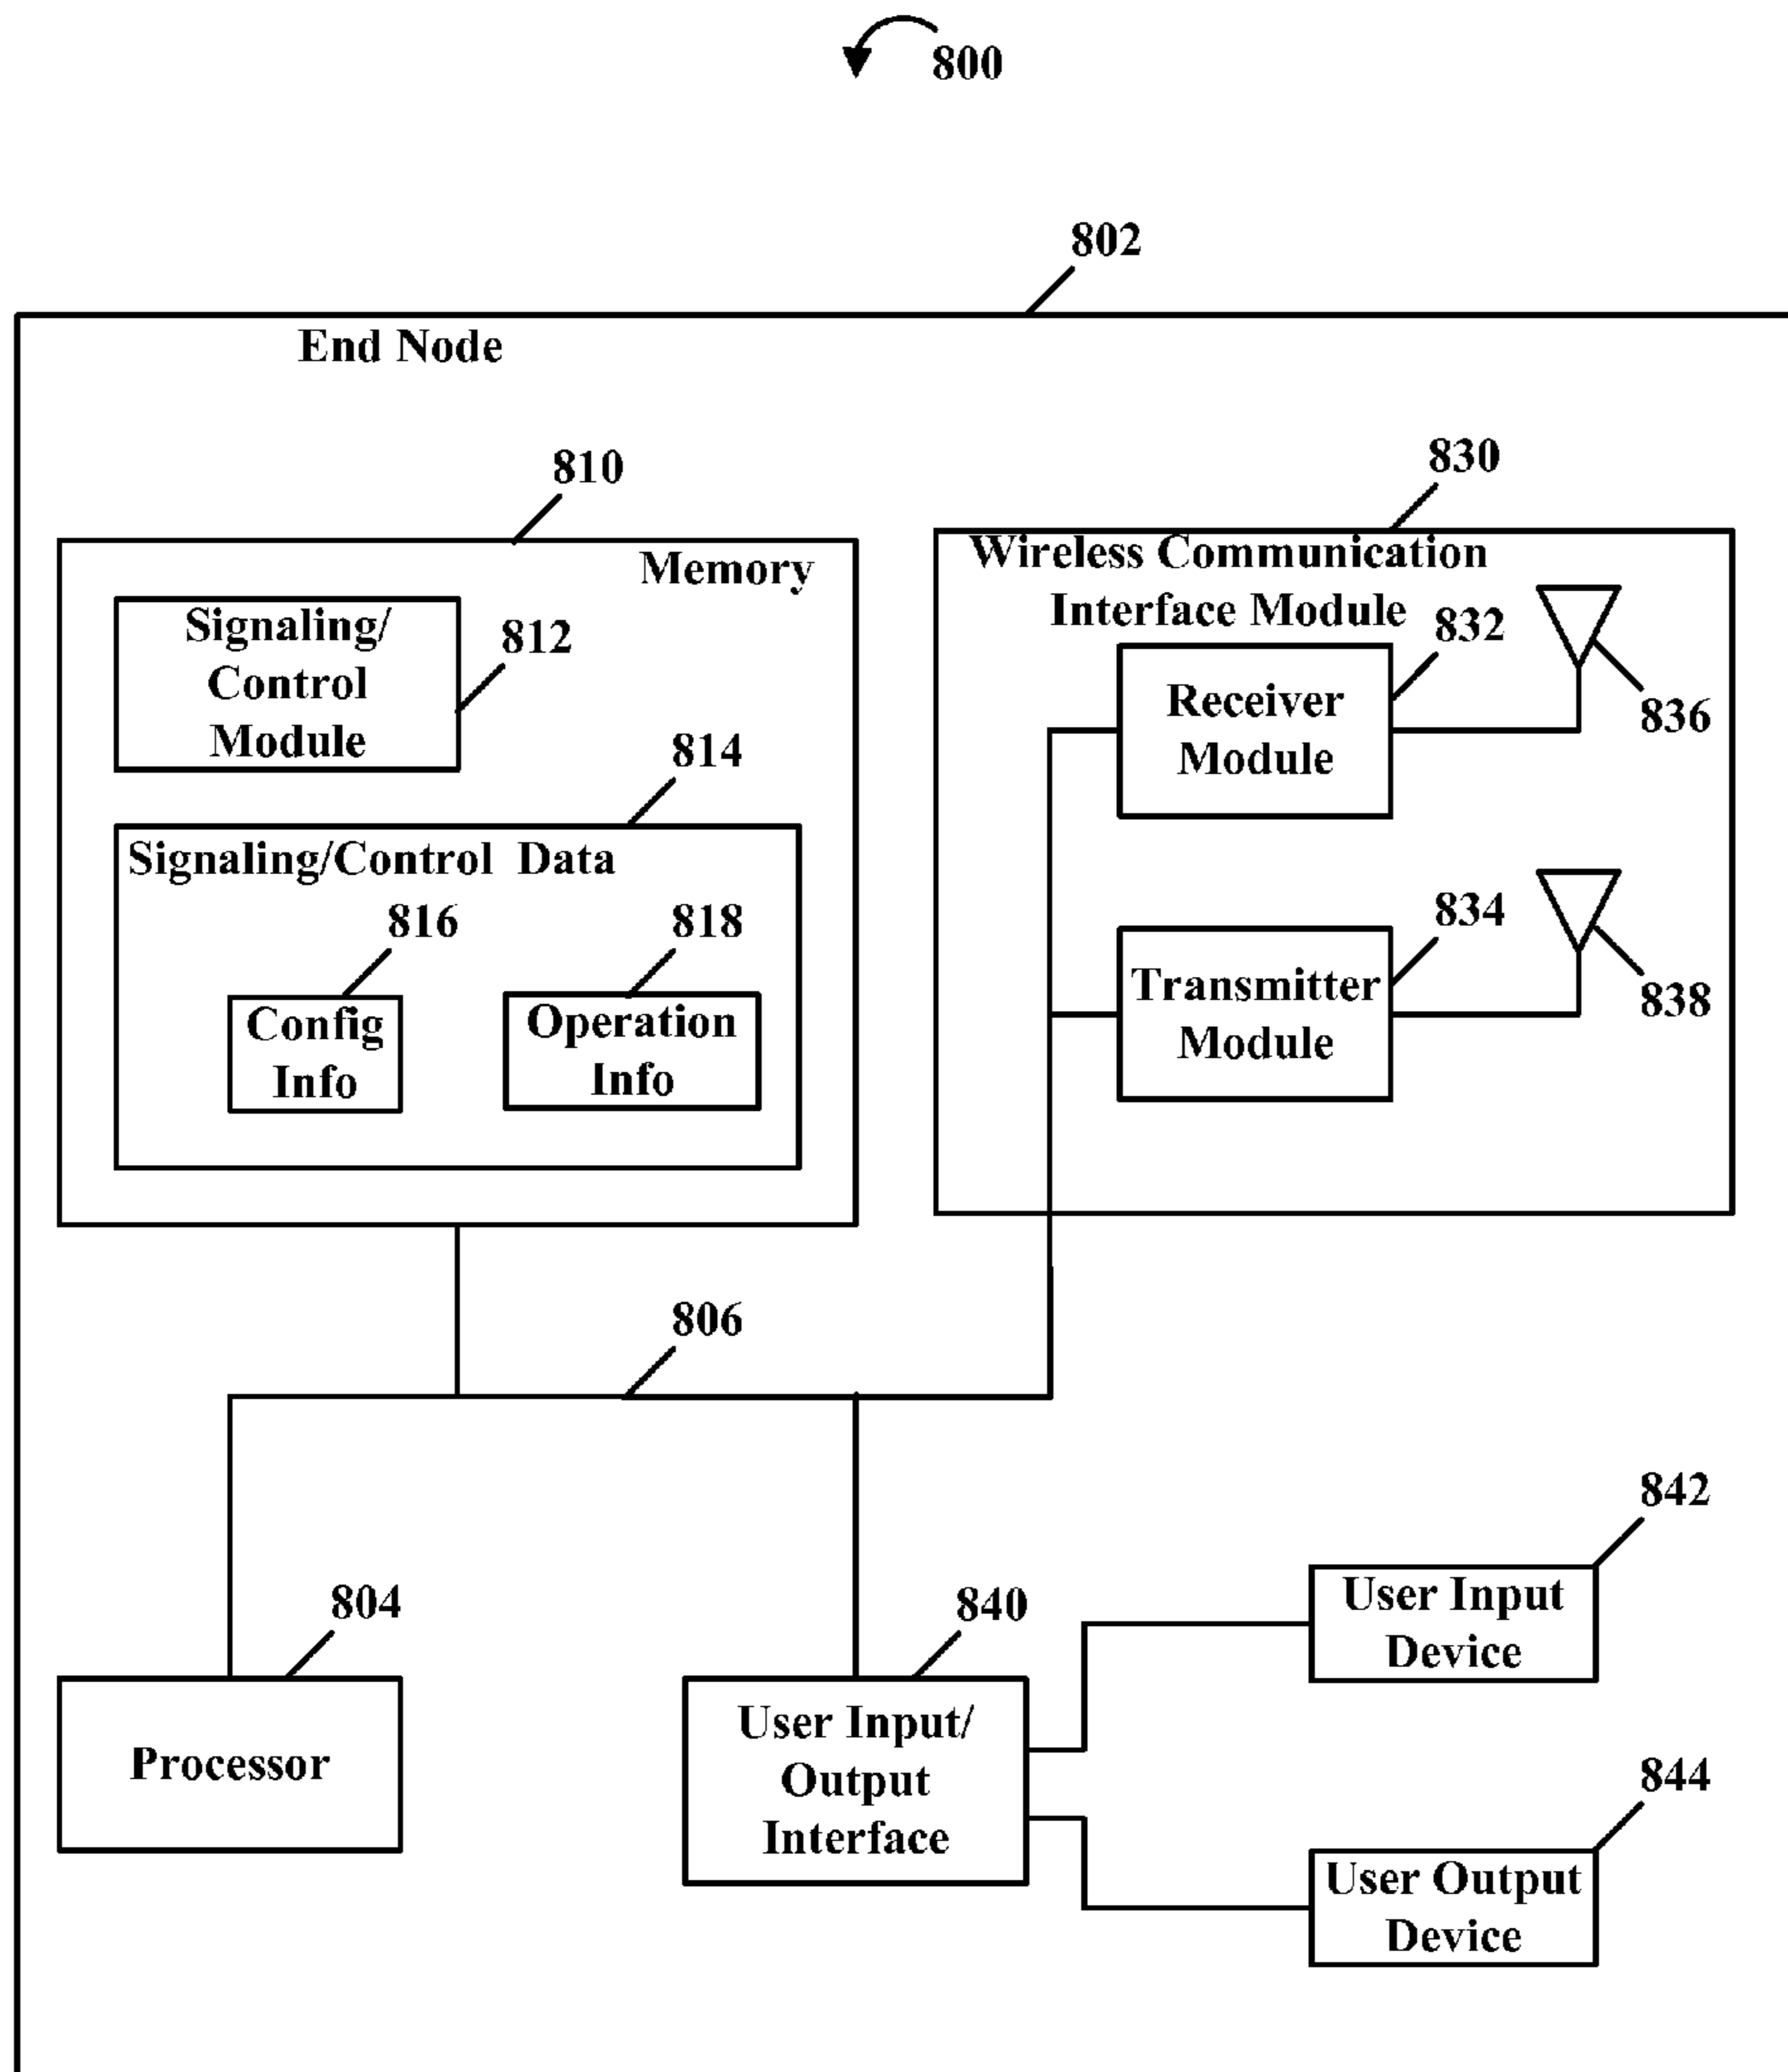 800
802
End Node
810
Memory
Signaling/
Control
Module
812
814
Signaling/Control Data
816
818
Config
Info
Operation
Info
830
Wireless Communication
Interface Module
832
Receiver
Module
836
834
Transmitter
Module
838
806
804
Processor
840
User Input/
Output
Interface
842
User Input
Device
844
User Output
Device